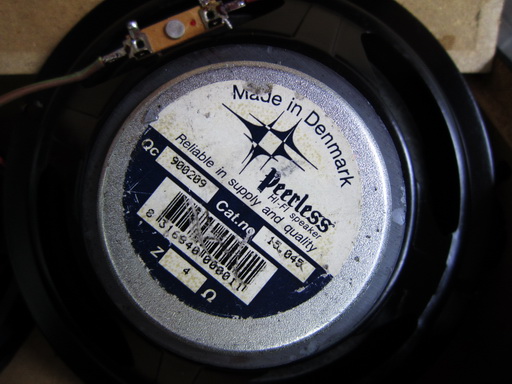 Made in Denmark
Peerless
Hi-Fi speaker
Reliable in supply and quality
QC 900209
Cat.no 15.045
Z 4 Ω